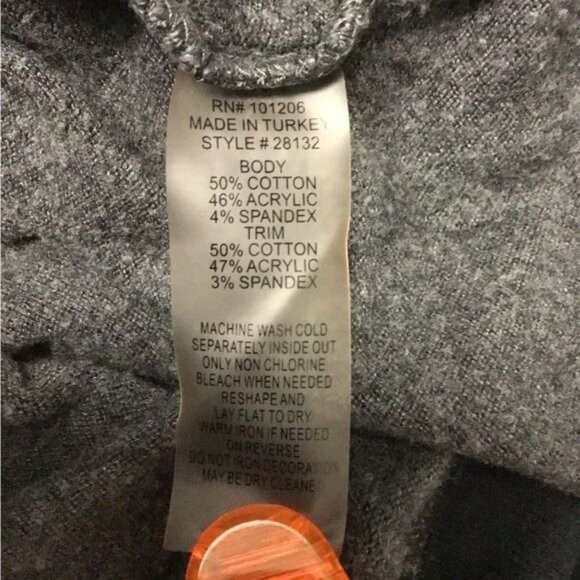 RN# 101206
MADE IN TURKEY
STYLE # 28132
BODY
50% COTTON
46% ACRYLIC
4% SPANDEX
TRIM
50% COTTON
47% ACRYLIC
3% SPANDEX
MACHINE WASH COLD
SEPARATELY INSIDE OUT
ONLY NON CHLORINE
BLEACH WHEN NEEDED
RESHAPE AND
LAY FLAT TO DRY
WARM IRON IF NEEDED
ON REVERSE
DO NOT IRON DECORATION
MAY BE DRY CLEANE